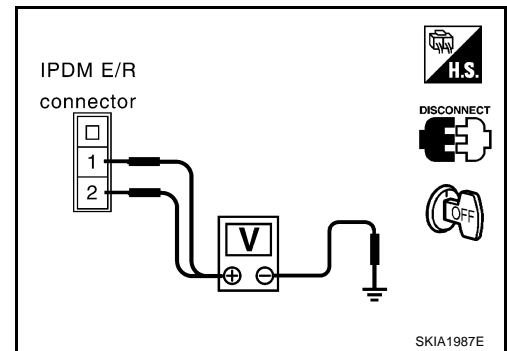 IPDM E/R
connector
1
2
V
H.S.
DISCONNECT
OFF
SKIA1987E